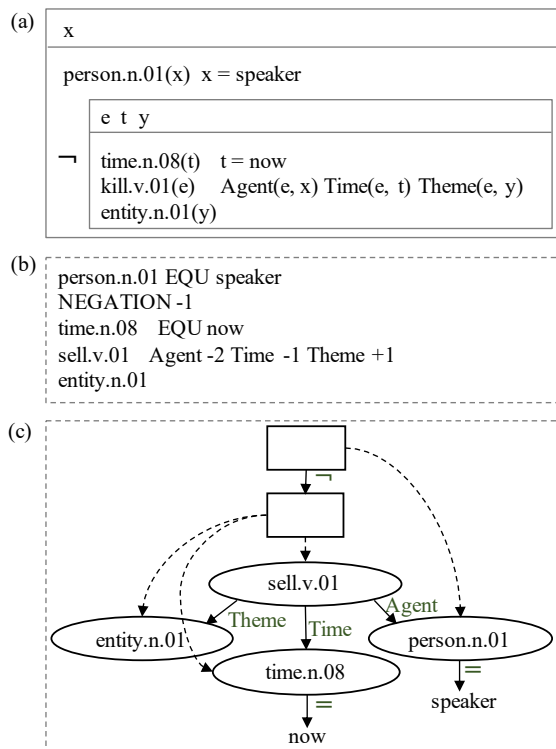 (a)
x
person.n.01(x) x = speaker
e t y
¬
time.n.08(t) t = now
kill.v.01(e) Agent(e, x) Time(e, t) Theme(e, y)
entity.n.01(y)
(b)
person.n.01 EQU speaker
NEGATION -1
time.n.08 EQU now
sell.v.01 Agent -2 Time -1 Theme +1
entity.n.01
(c)
¬
sell.v.01
Theme Time Agent
entity.n.01 person.n.01
time.n.08 =
speaker
=
now